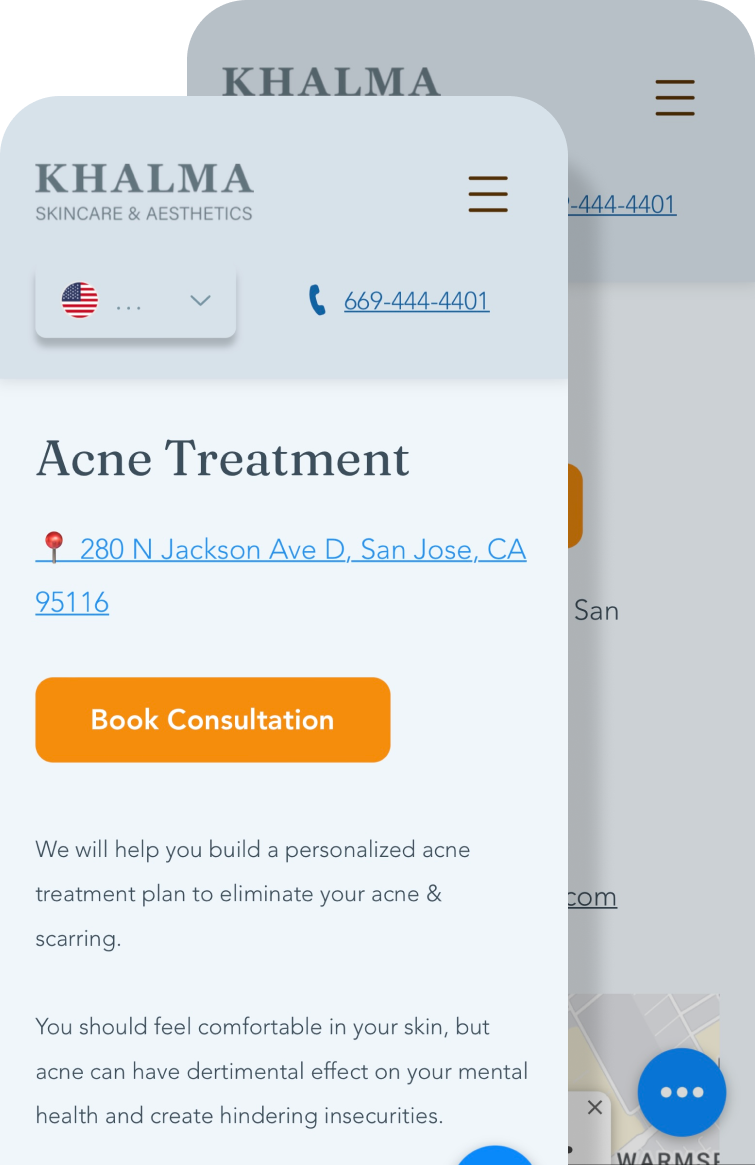 KHALMA
KHALMA
SKINCARE & AESTHETICS
-444-4401
... 669-444-4401
Acne Treatment
280 N Jackson Ave D, San Jose, CA
95116
San
Book Consultation
We will help you build a personalized acne
treatment plan to eliminate your acne &
scarring.
.com
You should feel comfortable in your skin, but
acne can have dertimental effect on your mental
health and create hindering insecurities.